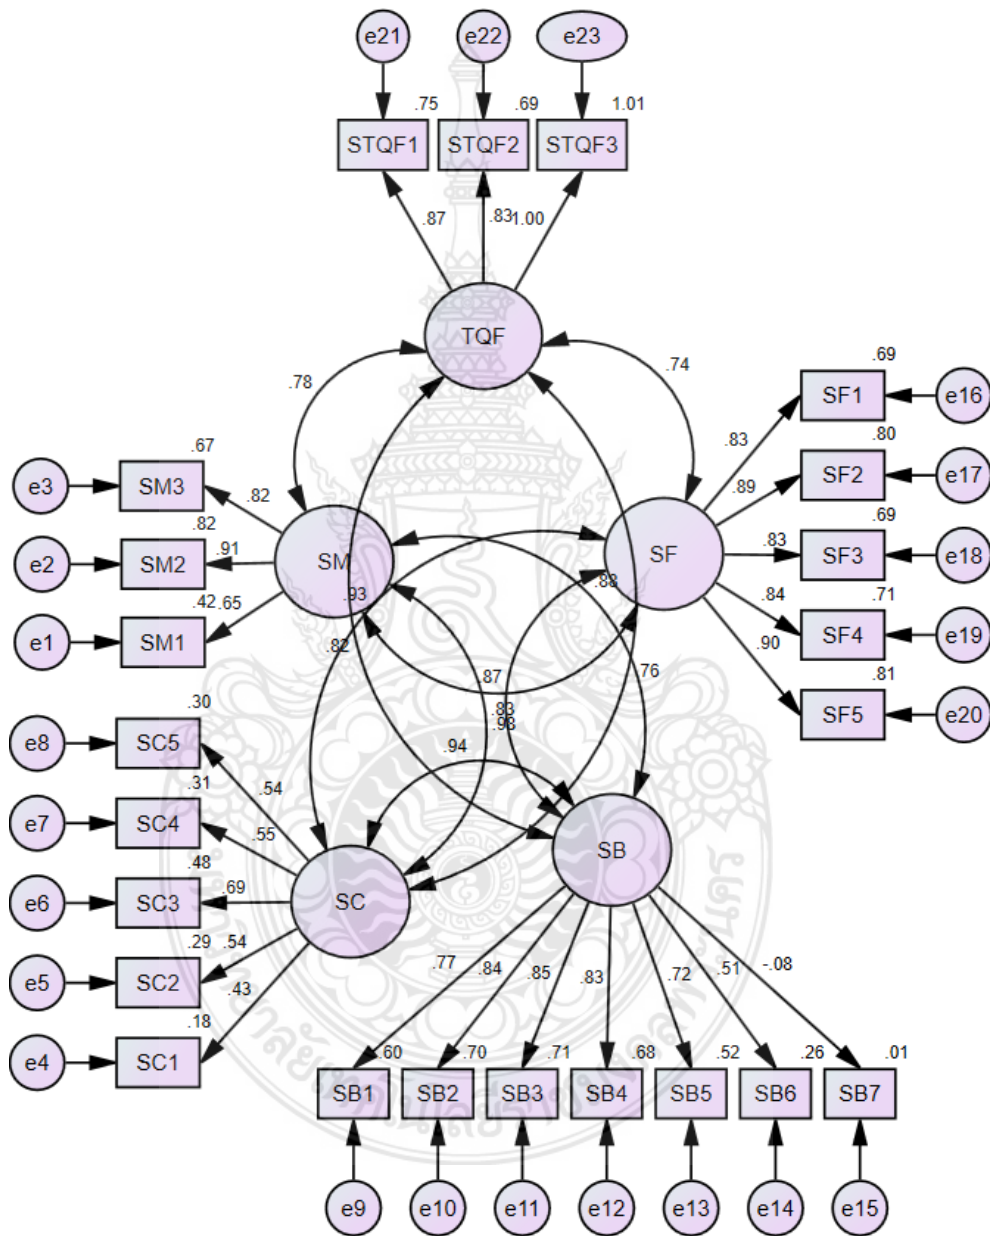 e21 e22 e23
.75 .69 1.01
STQF1 STQF2 STQF3
.87 .83 1.00
TQF
.78 .74
.69
SF1 e16
.67 .83 .80
e3 SM3 SF2 e17
.82 .89
.82 .69
e2 SM2 .91 SM SF .83 SF3 e18
.93 .88
.42 .65 .84 .71
e1 SM1 SF4 e19
.82 .90
.87 .76 .81
.30 .83 SF5 e20
e8 SC5 .93
.94
.31 .54
e7 SC4
.55 SB
.48
e6 SC3 .69 SC
.29 .54
e5 SC2 .77 .84 .85 .83 .72 .51 -.08
.43
.18
e4 SC1
.60 .70 .71 .68 .52 .26 .01
SB1 SB2 SB3 SB4 SB5 SB6 SB7
e9 e10 e11 e12 e13 e14 e15